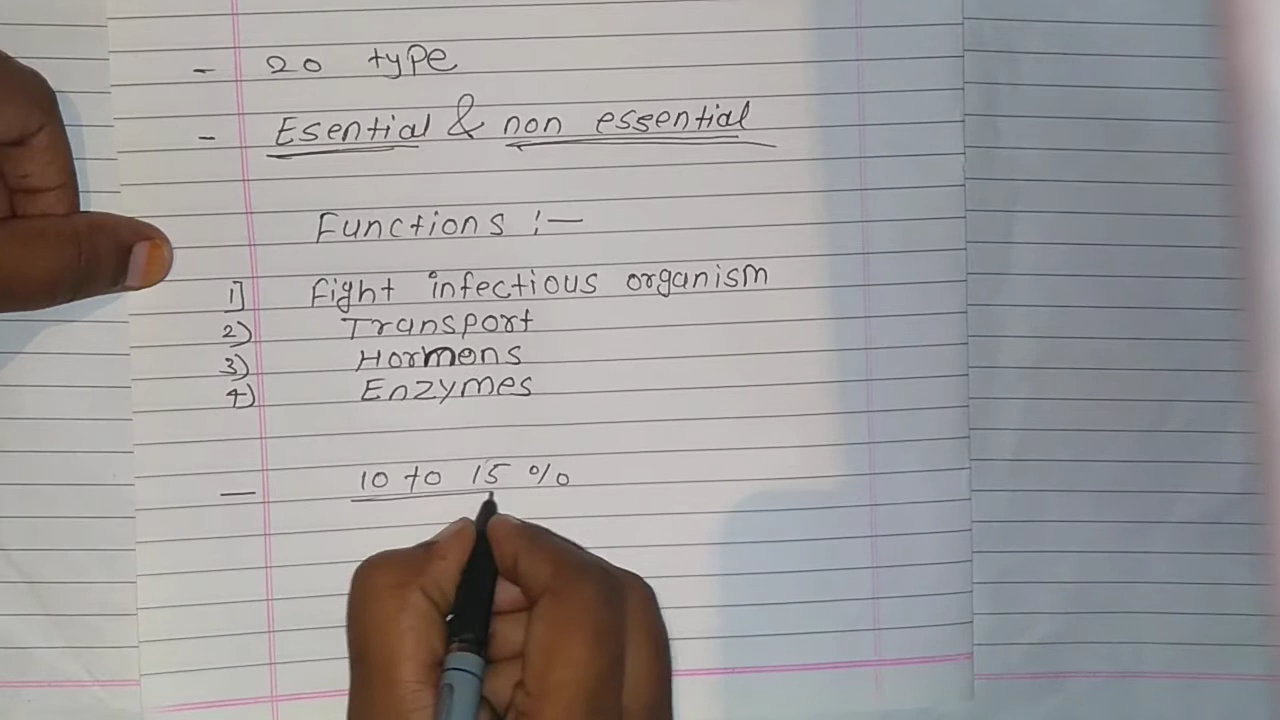 - 20 type
- Esential & non essential
Functions :-
1] Fight infectious organism
2) Transport
3) Hormons
4) Enzymes
- 10 to 15 %